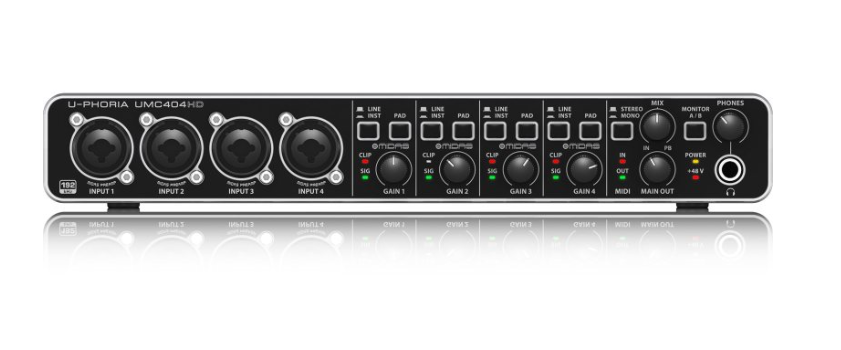 U-PHORIA UMC404HD
LINE
INST
PAD
LINE
INST
PAD
LINE
INST
PAD
LINE
INST
PAD
STEREO
MONO
MIX
IN
PB
MONITOR
A / B
PHONES
MIDAS
MIDAS
MIDAS
MIDAS
CLIP
SIG
CLIP
SIG
CLIP
SIG
CLIP
SIG
IN
OUT
MIDI
POWER
+48 V
192
INPUT 1
INPUT 2
INPUT 3
INPUT 4
GAIN 1
GAIN 2
GAIN 3
GAIN 4
MAIN OUT